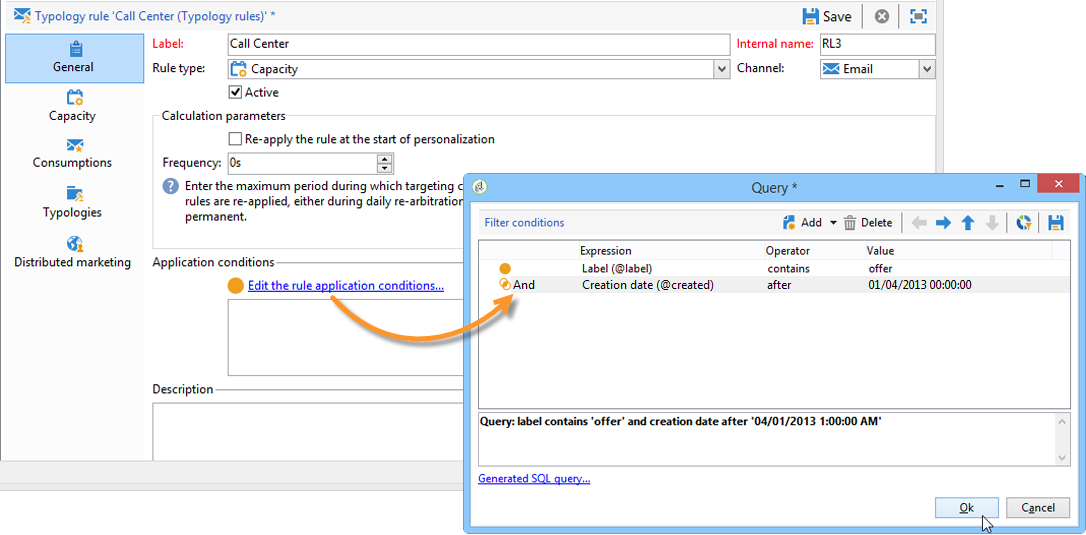 Typology rule 'Call Center (Typology rules)' *
Save
General
Capacity
Consumptions
Typologies
Distributed marketing
Label: Call Center Internal name: RL3
Rule type: Capacity Channel: Email
Active
Calculation parameters
Re-apply the rule at the start of personalization
Frequency: 0s
Enter the maximum period during which targeting c
rules are re-applied, either during daily re-arbitration
permanent.
Application conditions
Edit the rule application conditions...
Description
Query *
Filter conditions Add Delete
Expression Operator Value
Label (@label) contains offer
And Creation date (@created) after 01/04/2013 00:00:00
Query: label contains 'offer' and creation date after '04/01/2013 1:00:00 AM'
Generated SQL query...
Ok Cancel